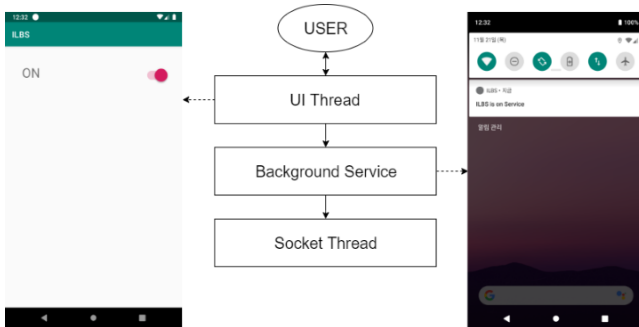 12:32
ILBS
ON
USER
UI Thread
Background Service
Socket Thread
12:32
100%
11월 21일 (목)
ILBS • 지금
ILBS is on Service
알림 관리
G